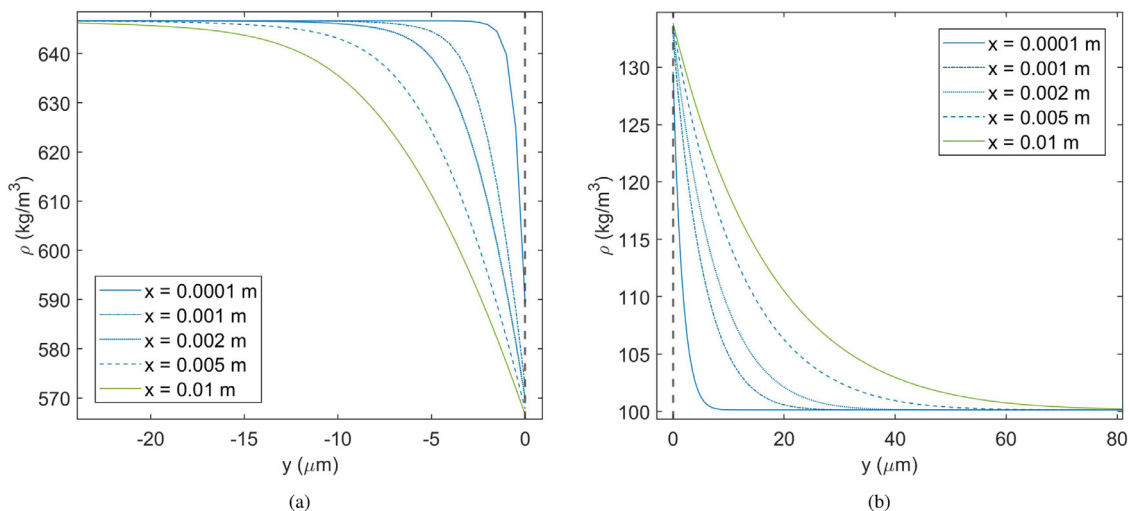 640
630
620
610
600
590
580
570
ρ (kg/m³)
x = 0.0001 m
x = 0.001 m
x = 0.002 m
x = 0.005 m
x = 0.01 m
-20
-15
-10
-5
0
y (μm)
(a)
130
125
120
115
110
105
100
ρ (kg/m³)
x = 0.0001 m
x = 0.001 m
x = 0.002 m
x = 0.005 m
x = 0.01 m
0
20
40
60
80
y (μm)
(b)